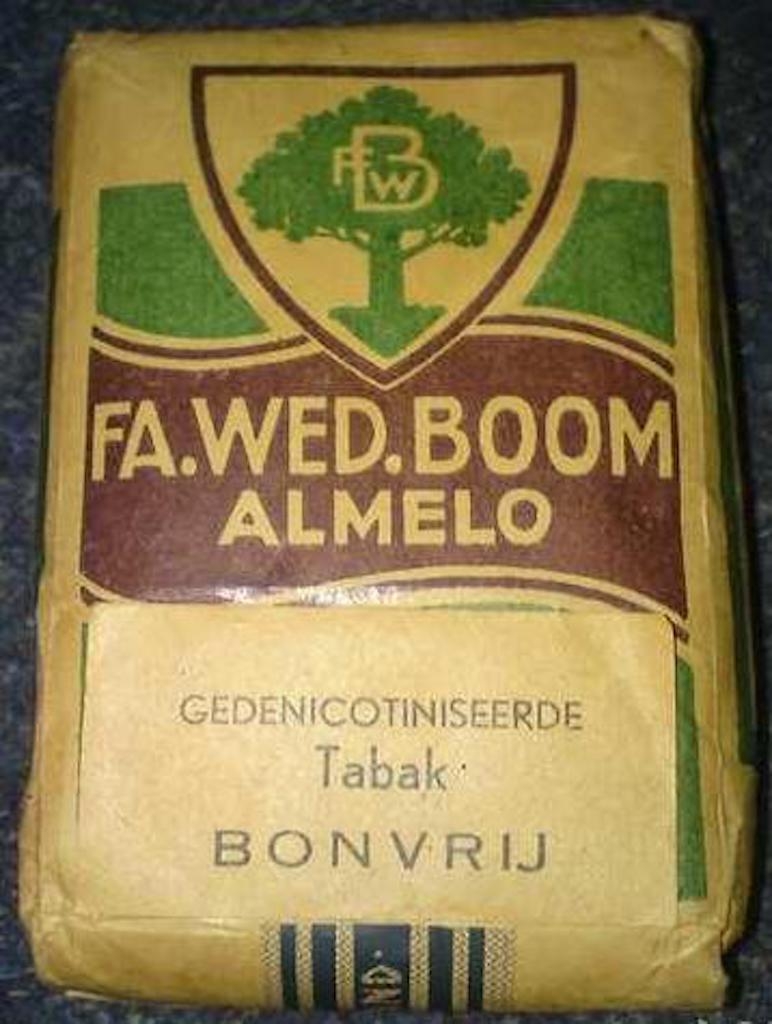 FWB
FA.WED.BOOM
ALMELO
GEDENICOTINISEERDE
Tabak
BONVRIJ